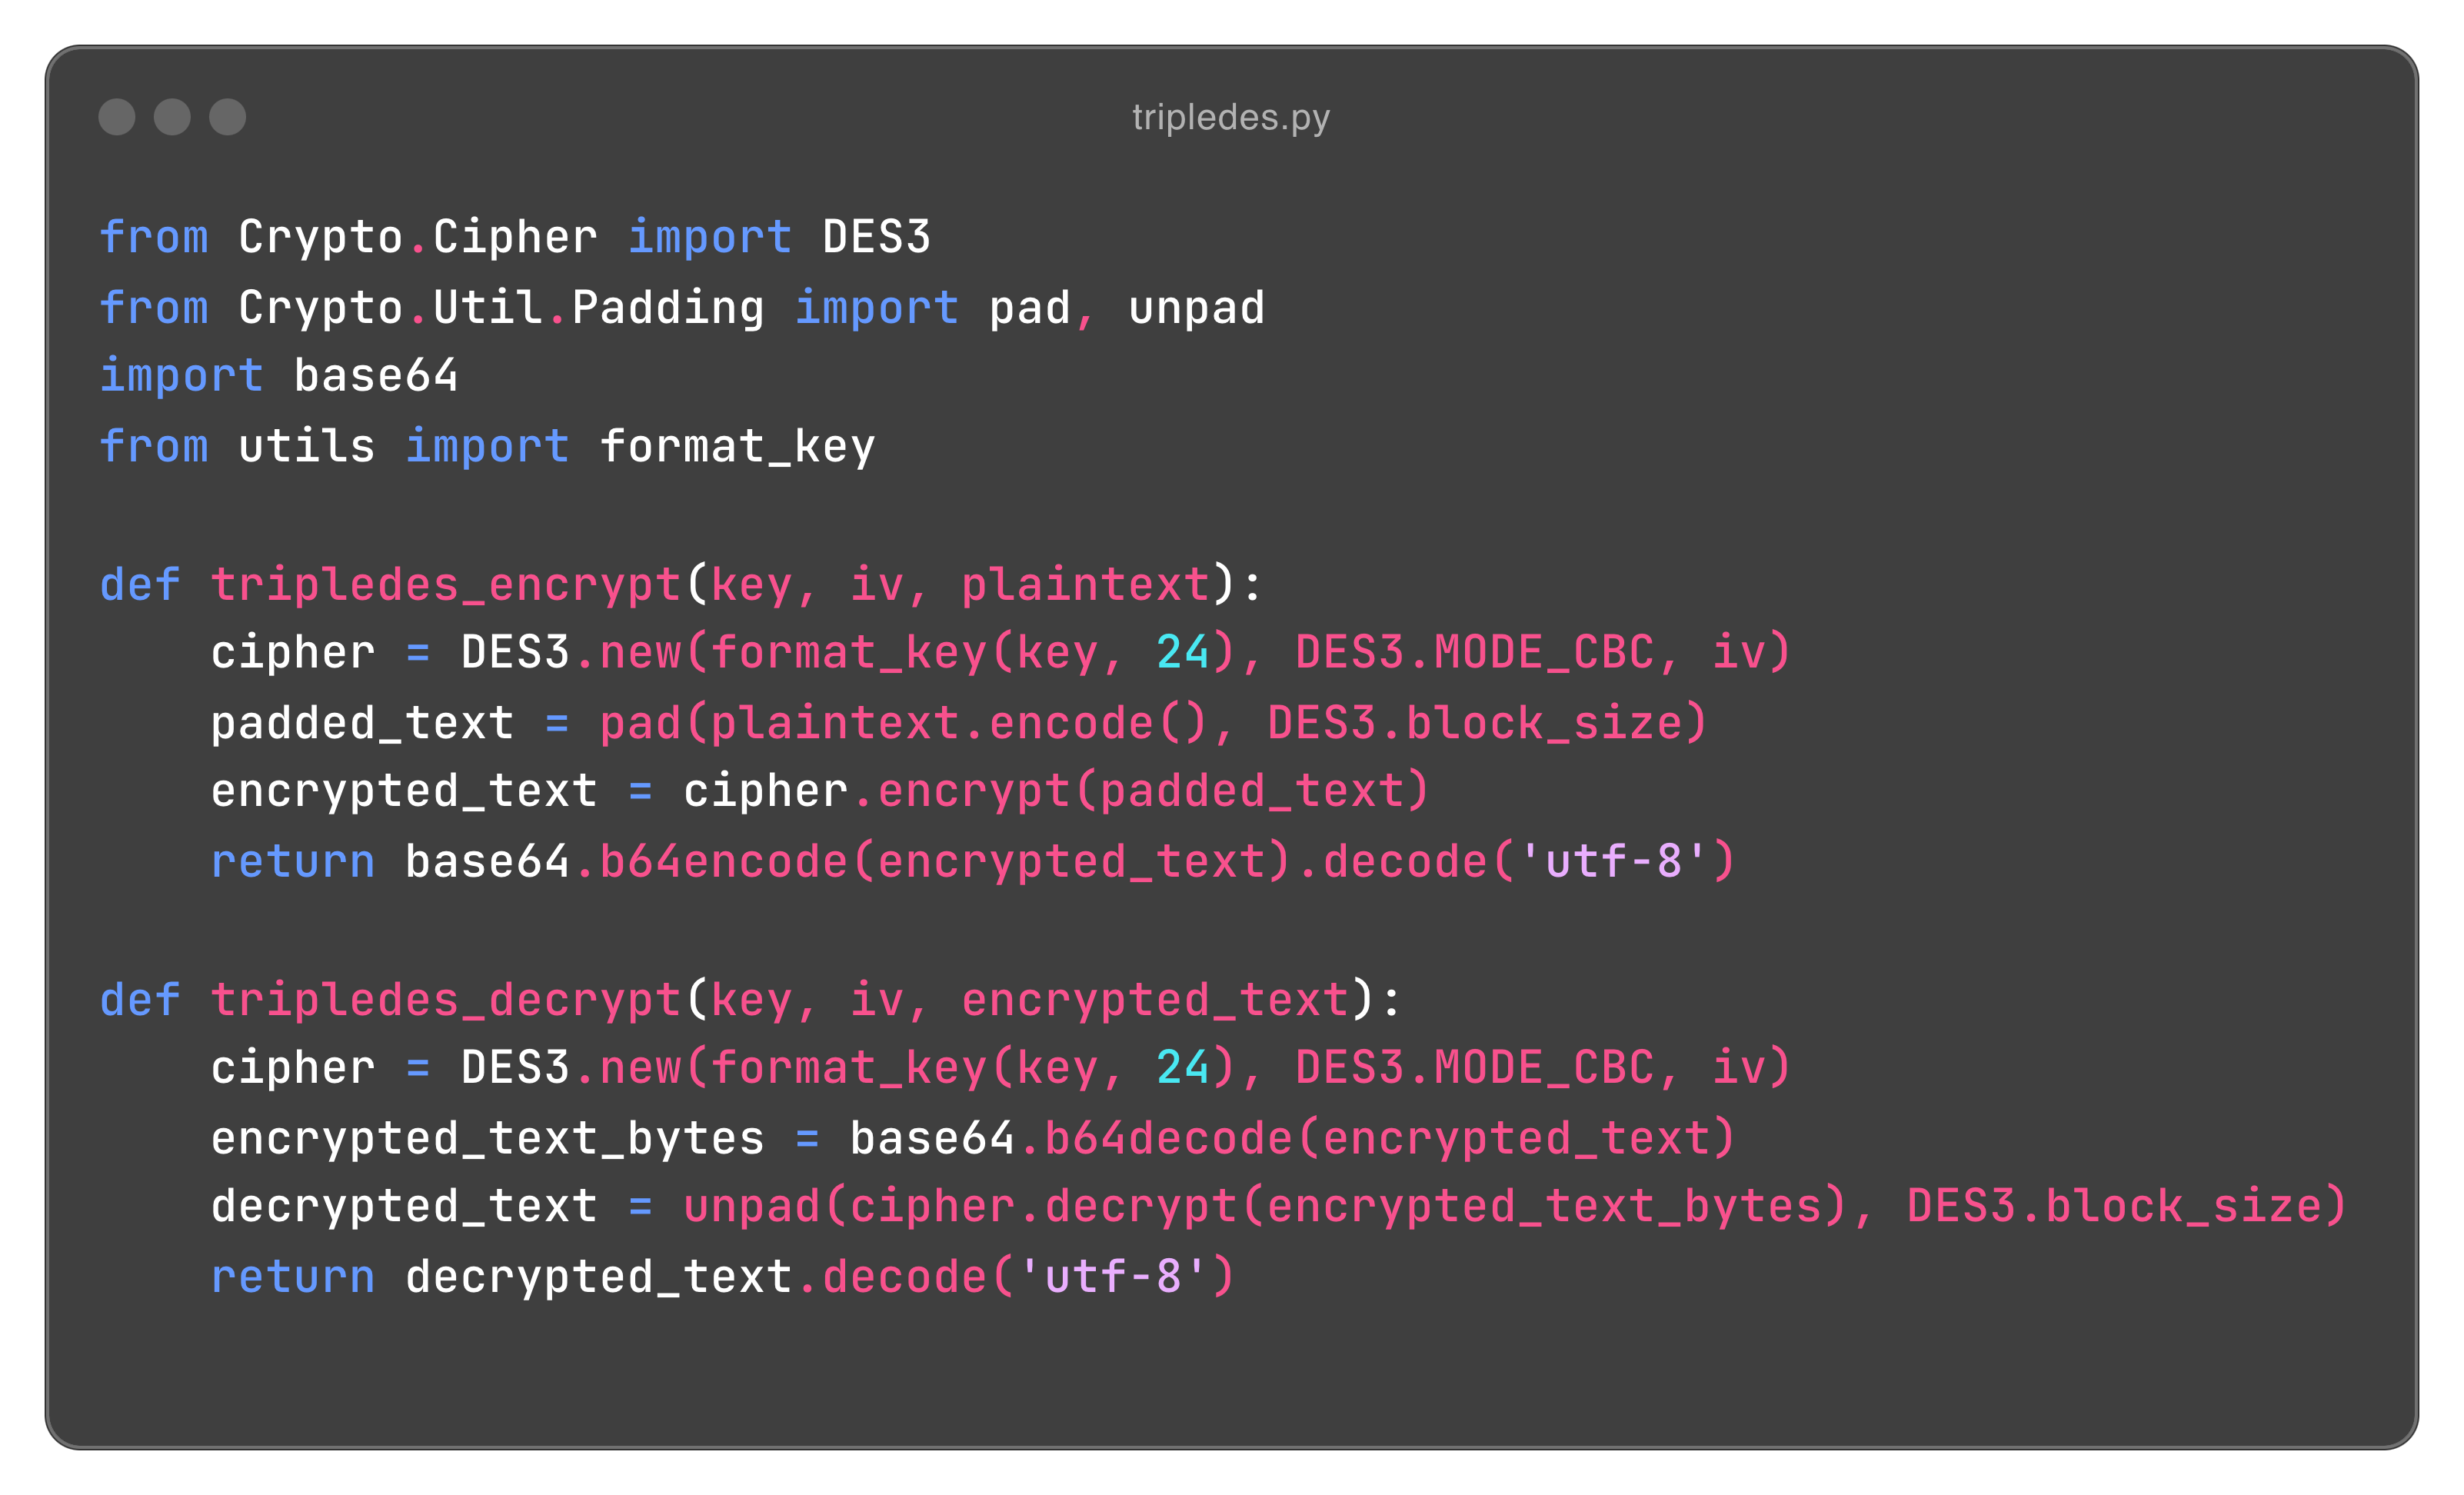 tripledes.py
from Crypto.Cipher import DES3
from Crypto.Util.Padding import pad, unpad
import base64
from utils import format_key

def tripledes_encrypt(key, iv, plaintext):
    cipher = DES3.new(format_key(key, 24), DES3.MODE_CBC, iv)
    padded_text = pad(plaintext.encode(), DES3.block_size)
    encrypted_text = cipher.encrypt(padded_text)
    return base64.b64encode(encrypted_text).decode('utf-8')

def tripledes_decrypt(key, iv, encrypted_text):
    cipher = DES3.new(format_key(key, 24), DES3.MODE_CBC, iv)
    encrypted_text_bytes = base64.b64decode(encrypted_text)
    decrypted_text = unpad(cipher.decrypt(encrypted_text_bytes), DES3.block_size)
    return decrypted_text.decode('utf-8')